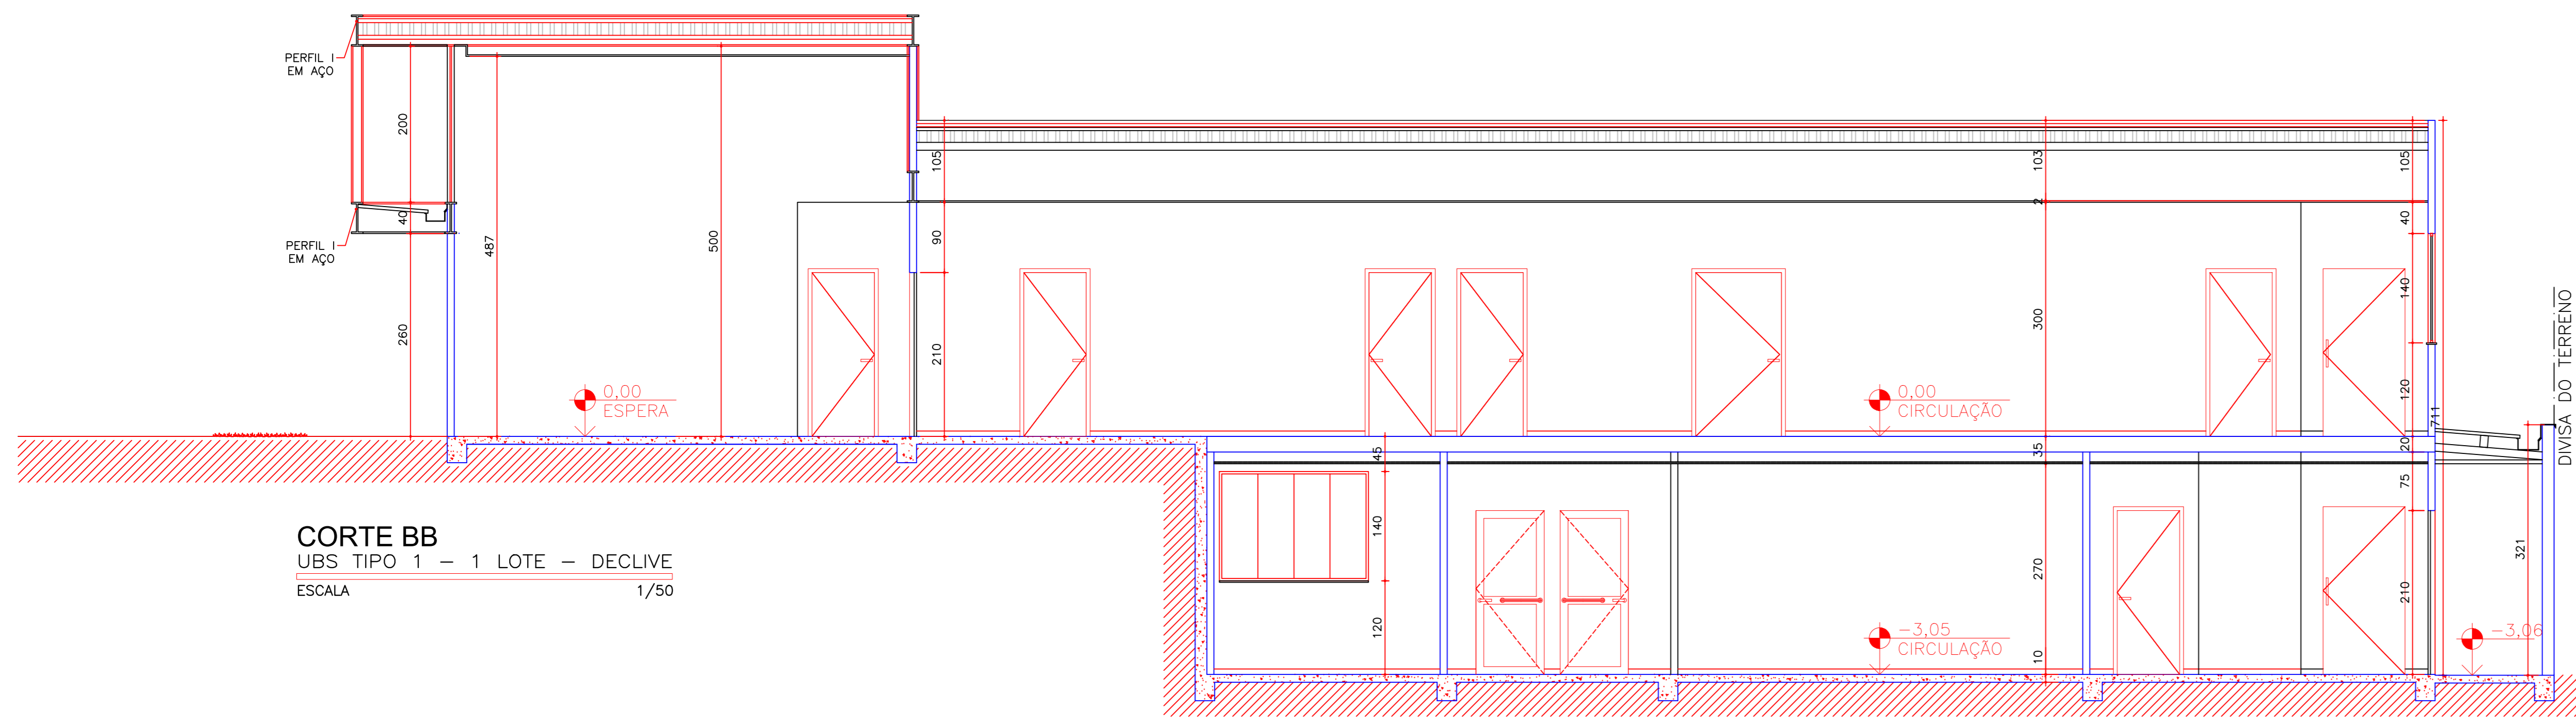 PERFIL I
EM AÇO
200
40
PERFIL I
EM AÇO
260
487
500
0,00
ESPERA
105
90
210
0,00
CIRCULAÇÃO
103
2
300
35
270
10
105
40
140
120
20
75
210
711
321
DIVISA DO TERRENO
45
140
120
-3,05
CIRCULAÇÃO
-3,06
CORTE BB
UBS TIPO 1 - 1 LOTE - DECLIVE
ESCALA 1/50